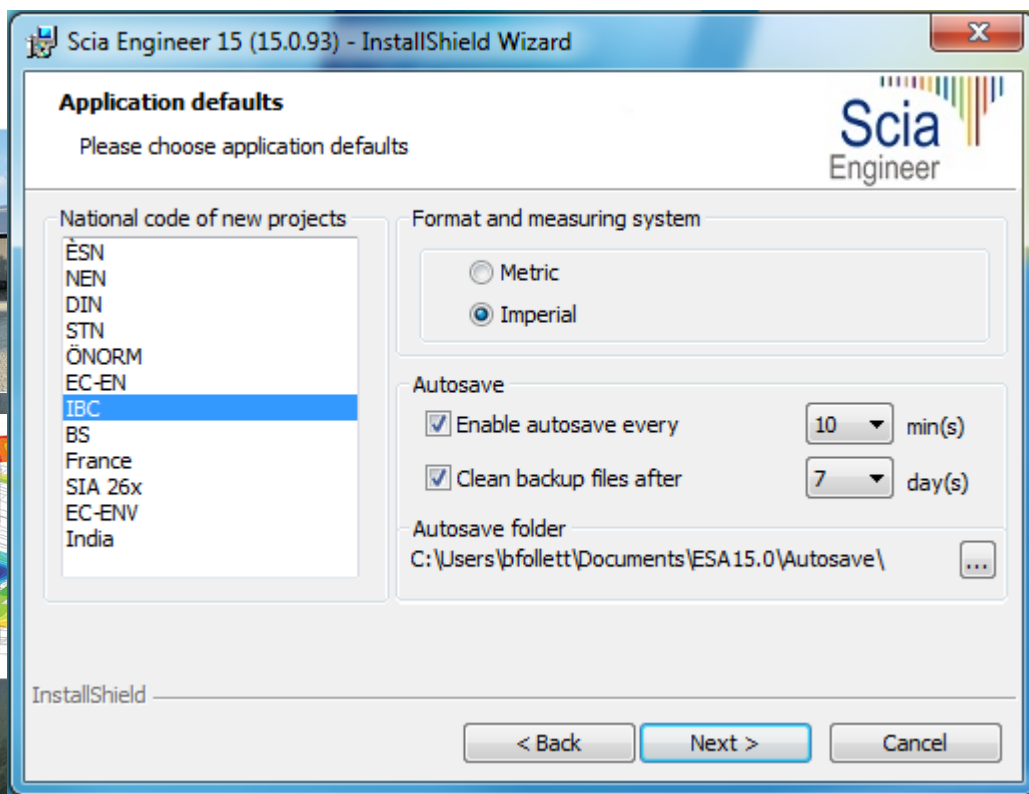 Scia Engineer 15 (15.0.93) - InstallShield Wizard
Application defaults
Please choose application defaults
Scia
Engineer
National code of new projects
ÈSN
NEN
DIN
STN
ÖNORM
EC-EN
IBC
BS
France
SIA 26x
EC-ENV
India
Format and measuring system
Metric
Imperial
Autosave
Enable autosave every 10 min(s)
Clean backup files after 7 day(s)
Autosave folder
C:\Users\bfollett\Documents\ESA15.0\Autosave\ ...
InstallShield
< Back Next > Cancel